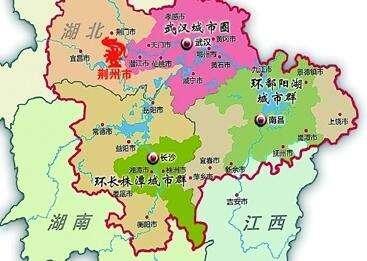 湖北
荆门市
孝感市
武汉城市圈
黄冈市
天门市
武汉
鄂州市
宜昌市
荆州市
潜江市
仙桃市
黄石市
咸宁市
九江市
景德镇市
环鄱阳湖
城市群
岳阳市
常德市
南昌
上饶市
鹰潭市
益阳市
长沙
宜春市
抚州市
湘潭市
株洲市
萍乡市
新余市
环长株潭城市群
娄底市
吉安市
衡阳市
湖南
江西